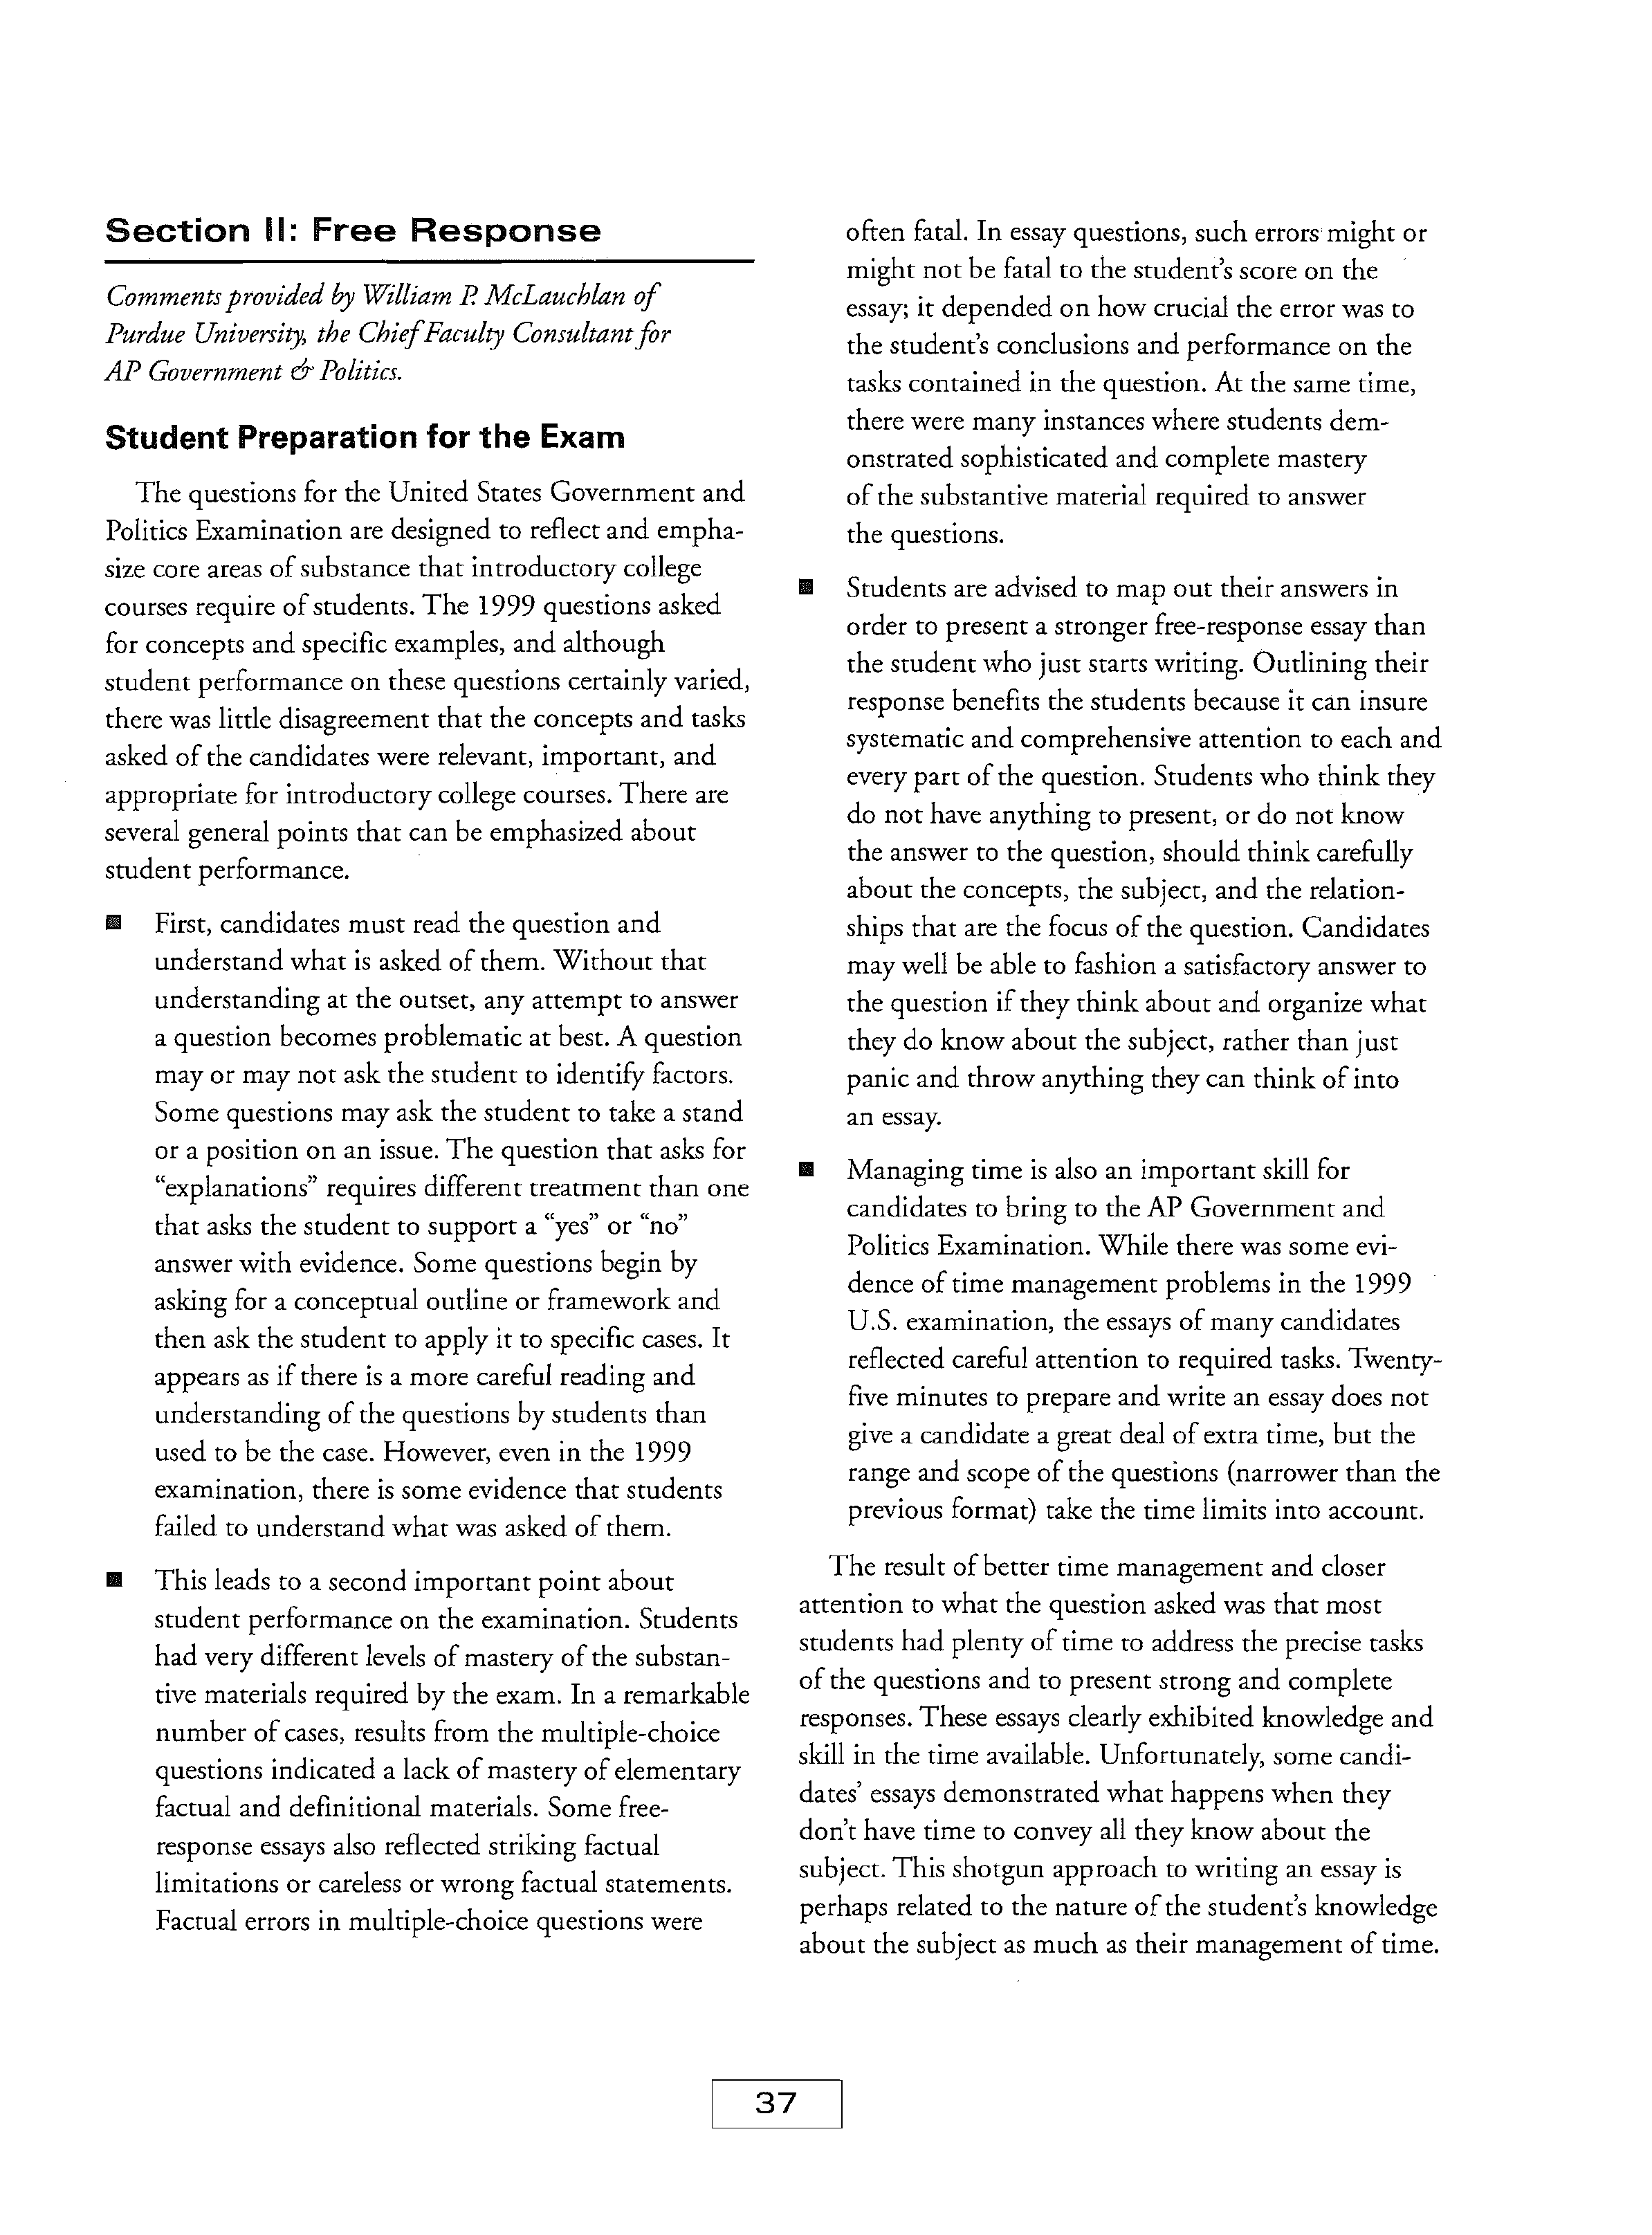 Section II: Free Response
Comments provided by William P. McLauchlan of
Purdue University, the Chief Faculty Consultant for
AP Government & Politics.
Student Preparation for the Exam
The questions for the United States Government and
Politics Examination are designed to reflect and empha-
size core areas of substance that introductory college
courses require of students. The 1999 questions asked
for concepts and specific examples, and although
student performance on these questions certainly varied,
there was little disagreement that the concepts and tasks
asked of the candidates were relevant, important, and
appropriate for introductory college courses. There are
several general points that can be emphasized about
student performance.
■ First, candidates must read the question and
understand what is asked of them. Without that
understanding at the outset, any attempt to answer
a question becomes problematic at best. A question
may or may not ask the student to identify factors.
Some questions may ask the student to take a stand
or a position on an issue. The question that asks for
“explanations” requires different treatment than one
that asks the student to support a “yes” or “no”
answer with evidence. Some questions begin by
asking for a conceptual outline or framework and
then ask the student to apply it to specific cases. It
appears as if there is a more careful reading and
understanding of the questions by students than
used to be the case. However, even in the 1999
examination, there is some evidence that students
failed to understand what was asked of them.
■ This leads to a second important point about
student performance on the examination. Students
had very different levels of mastery of the substan-
tive materials required by the exam. In a remarkable
number of cases, results from the multiple-choice
questions indicated a lack of mastery of elementary
factual and definitional materials. Some free-
response essays also reflected striking factual
limitations or careless or wrong factual statements.
Factual errors in multiple-choice questions were
often fatal. In essay questions, such errors might or
might not be fatal to the student’s score on the
essay; it depended on how crucial the error was to
the student’s conclusions and performance on the
tasks contained in the question. At the same time,
there were many instances where students dem-
onstrated sophisticated and complete mastery
of the substantive material required to answer
the questions.
■ Students are advised to map out their answers in
order to present a stronger free-response essay than
the student who just starts writing. Outlining their
response benefits the students because it can insure
systematic and comprehensive attention to each and
every part of the question. Students who think they
do not have anything to present, or do not know
the answer to the question, should think carefully
about the concepts, the subject, and the relation-
ships that are the focus of the question. Candidates
may well be able to fashion a satisfactory answer to
the question if they think about and organize what
they do know about the subject, rather than just
panic and throw anything they can think of into
an essay.
■ Managing time is also an important skill for
candidates to bring to the AP Government and
Politics Examination. While there was some evi-
dence of time management problems in the 1999
U.S. examination, the essays of many candidates
reflected careful attention to required tasks. Twenty-
five minutes to prepare and write an essay does not
give a candidate a great deal of extra time, but the
range and scope of the questions (narrower than the
previous format) take the time limits into account.
The result of better time management and closer
attention to what the question asked was that most
students had plenty of time to address the precise tasks
of the questions and to present strong and complete
responses. These essays clearly exhibited knowledge and
skill in the time available. Unfortunately, some candi-
dates’ essays demonstrated what happens when they
don’t have time to convey all they know about the
subject. This shotgun approach to writing an essay is
perhaps related to the nature of the student’s knowledge
about the subject as much as their management of time.
37